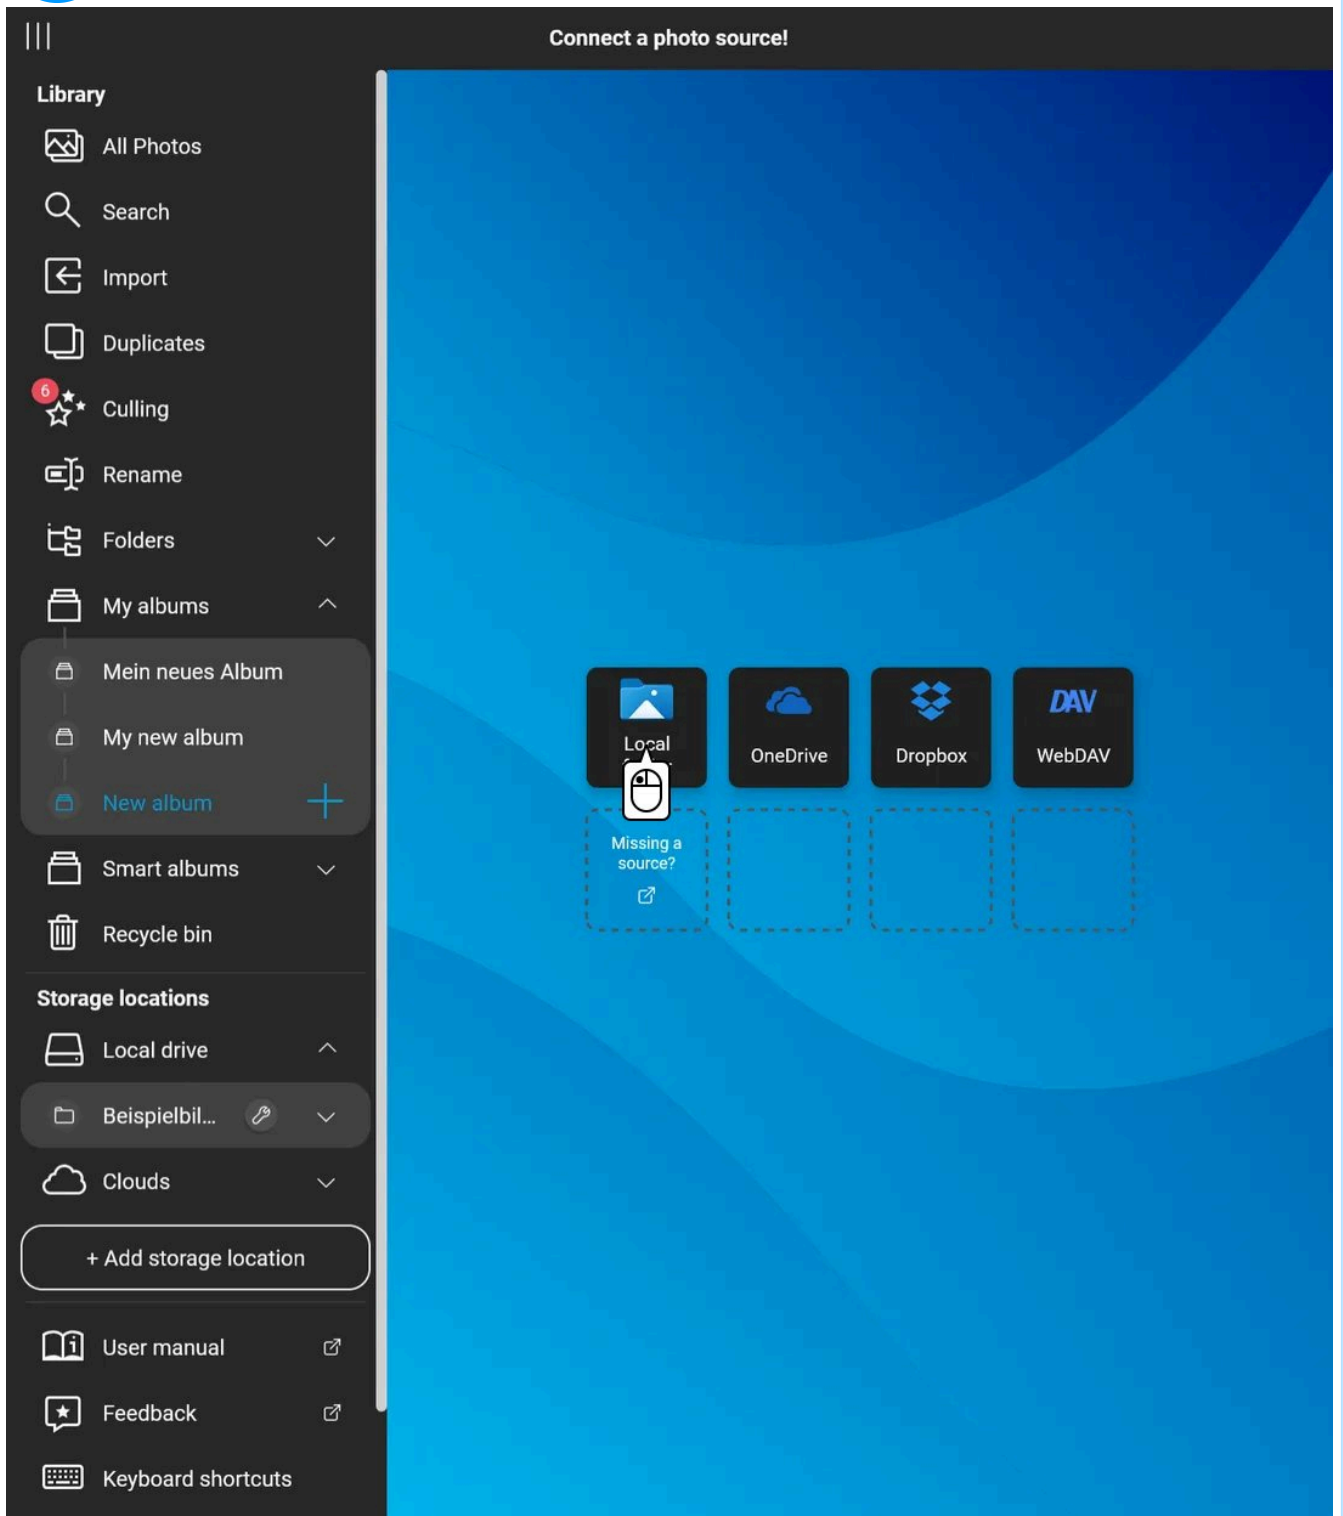 Connect a photo source!
Library
All Photos
Search
Import
Duplicates
6
Culling
Rename
Folders
My albums
Mein neues Album
My new album
New album
Smart albums
Recycle bin
Storage locations
Local drive
Beispielbil...
Clouds
+ Add storage location
User manual
Feedback
Keyboard shortcuts
Local
OneDrive
Dropbox
DAV
WebDAV
Missing a
source?